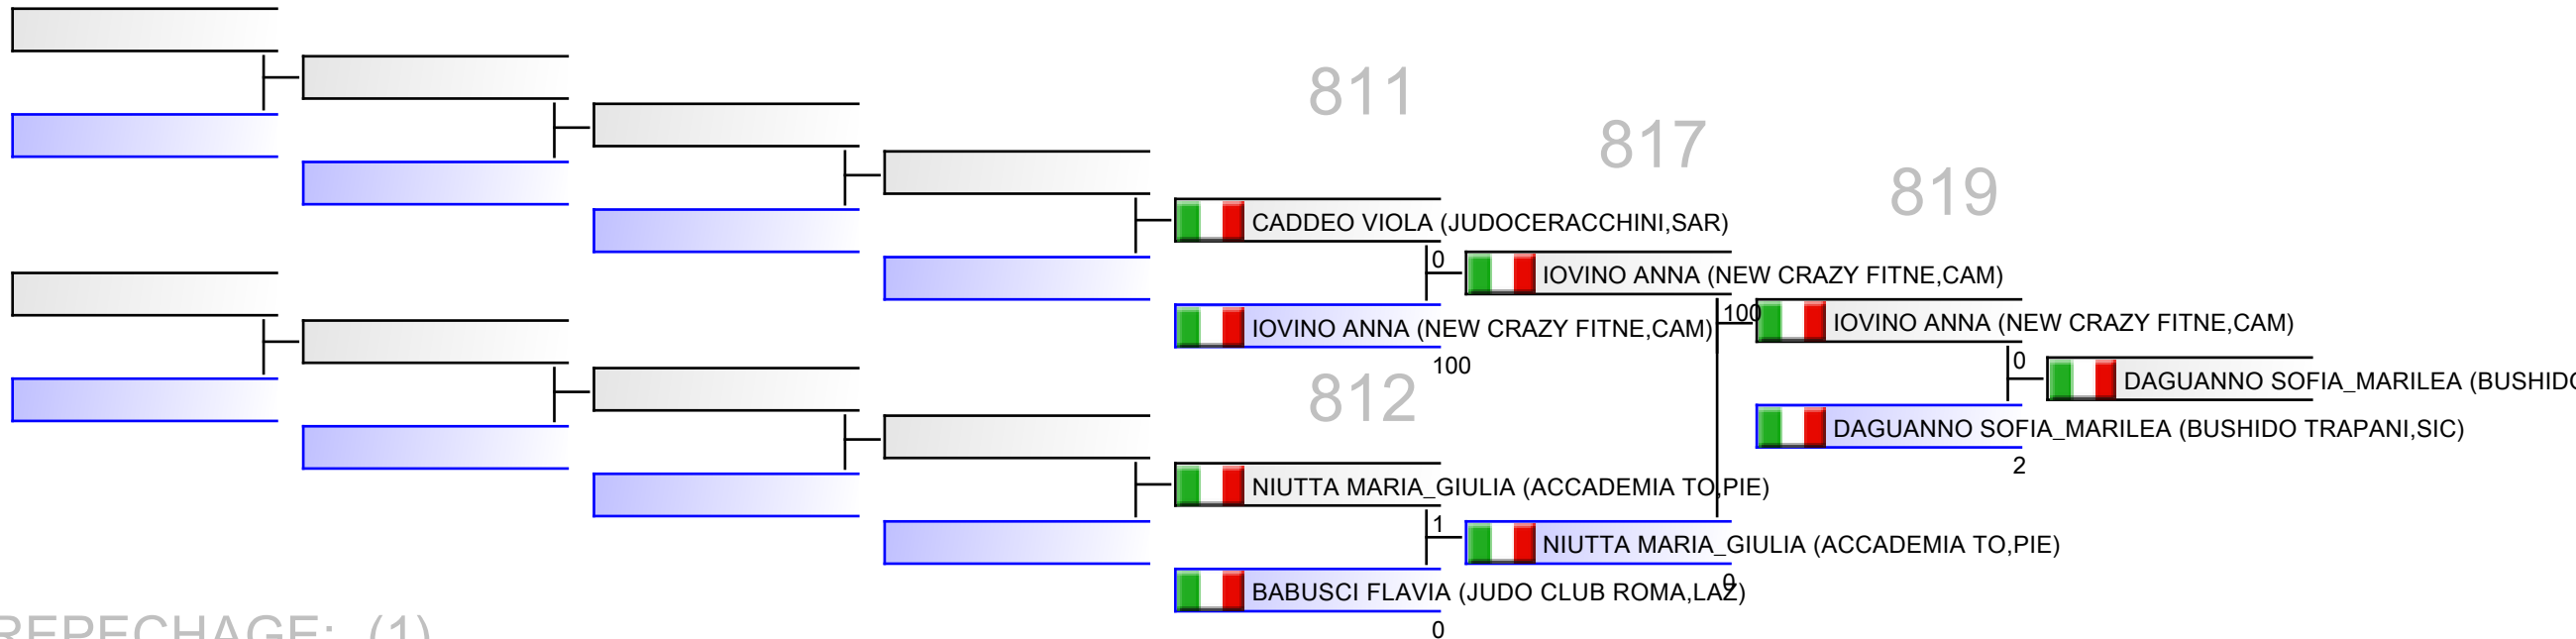 811
817
819
CADDEO VIOLA (JUDOCERACCHINI,SAR)
0
IOVINO ANNA (NEW CRAZY FITNE,CAM)
IOVINO ANNA (NEW CRAZY FITNE,CAM)
100
100
IOVINO ANNA (NEW CRAZY FITNE,CAM)
0
DAGUANNO SOFIA_MARILEA (BUSHIDO
812
DAGUANNO SOFIA_MARILEA (BUSHIDO TRAPANI,SIC)
2
NIUTTA MARIA_GIULIA (ACCADEMIA TO,PIE)
1
NIUTTA MARIA_GIULIA (ACCADEMIA TO,PIE)
0
BABUSCI FLAVIA (JUDO CLUB ROMA,LAZ)
0
REPECHAGE: (1)